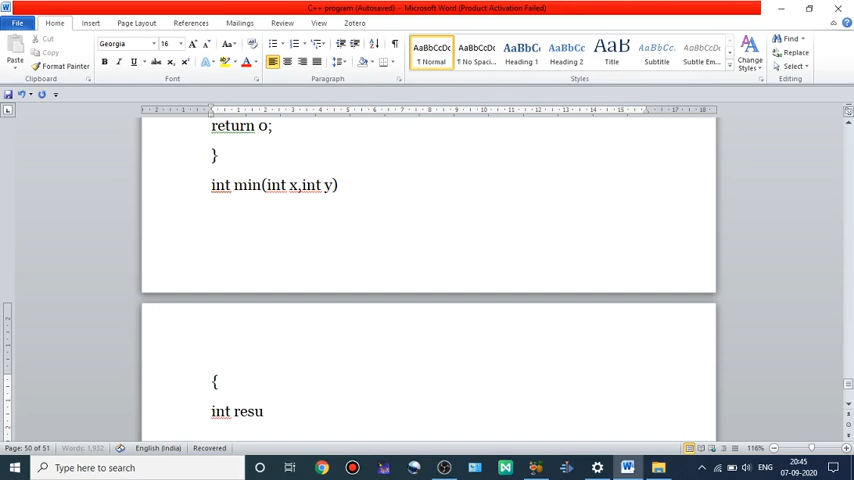 C++ program (Autosaved) - Microsoft Word (Product Activation Failed)
File Home Insert Page Layout References Mailings Review View Zotero
Cut
Copy
Format Painter
Paste
Clipboard
Georgia 16
Font
Paragraph
AaBbCcDc AaBbCcDc AaBbC AaBbCc AaB AaBbCc. AaBbCcDc
¶ Normal ¶ No Spaci... Heading 1 Heading 2 Title Subtitle Subtle Em...
Styles
Change Styles
Find
Replace
Select
Editing
return 0;
}
int min(int x,int y)
{
int resu
Page: 50 of 51 Words: 1,932 English (India) Recovered 116%
Type here to search
ENG
20:45
07-09-2020